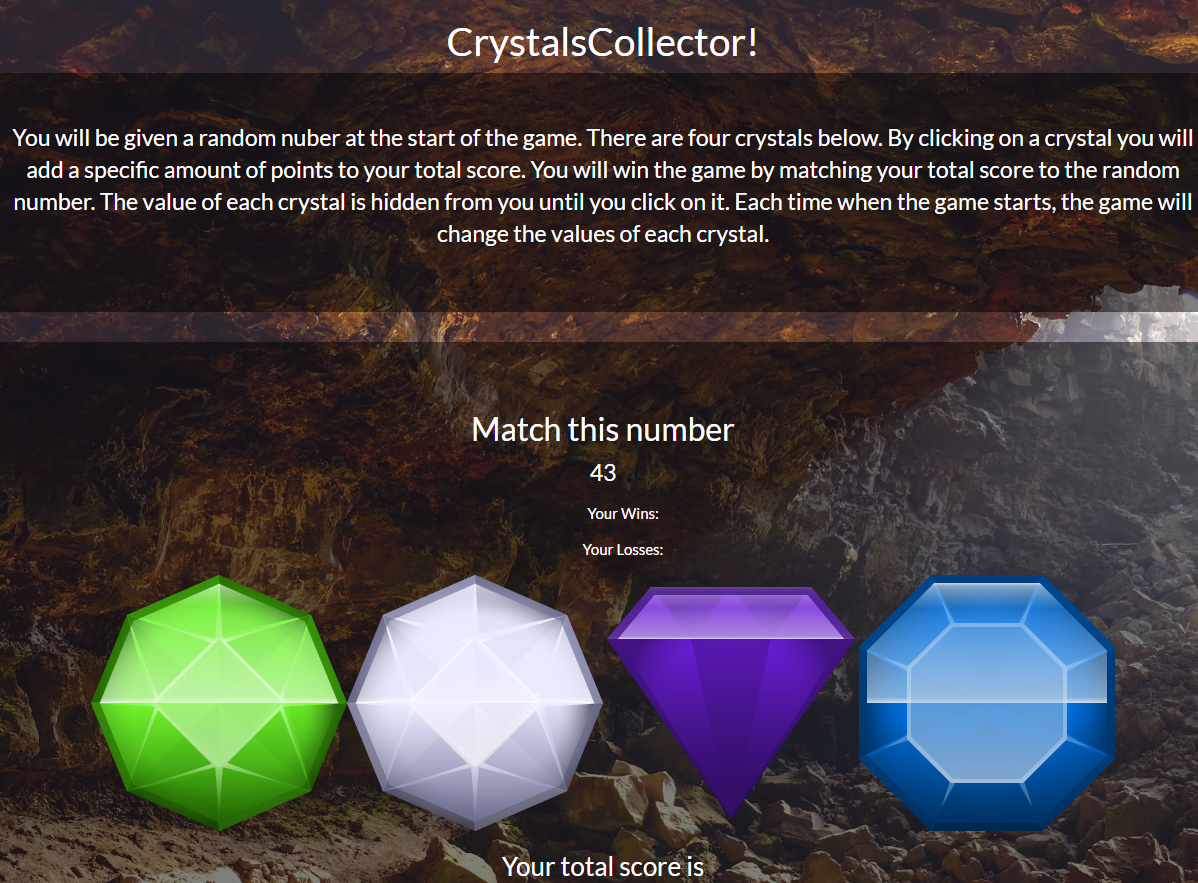 CrystalsCollector!
You will be given a random nuber at the start of the game. There are four crystals below. By clicking on a crystal you will
add a specific amount of points to your total score. You will win the game by matching your total score to the random
number. The value of each crystal is hidden from you until you click on it. Each time when the game starts, the game will
change the values of each crystal.
Match this number
43
Your Wins:
Your Losses:
Your total score is